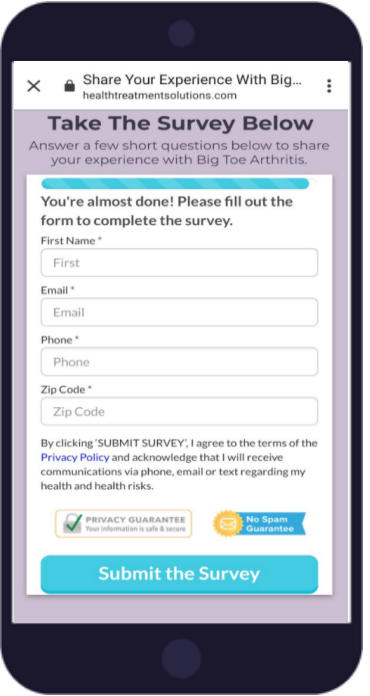 Share Your Experience With Big...
healthtreatmentsolutions.com
Take The Survey Below
Answer a few short questions below to share
your experience with Big Toe Arthritis.
You're almost done! Please fill out the
form to complete the survey.
First Name *
First
Email *
Email
Phone *
Phone
Zip Code *
Zip Code
By clicking 'SUBMIT SURVEY', I agree to the terms of the
Privacy Policy and acknowledge that I will receive
communications via phone, email or text regarding my
health and health risks.
PRIVACY GUARANTEE
Your information is safe & secure
No Spam
Guarantee
Submit the Survey